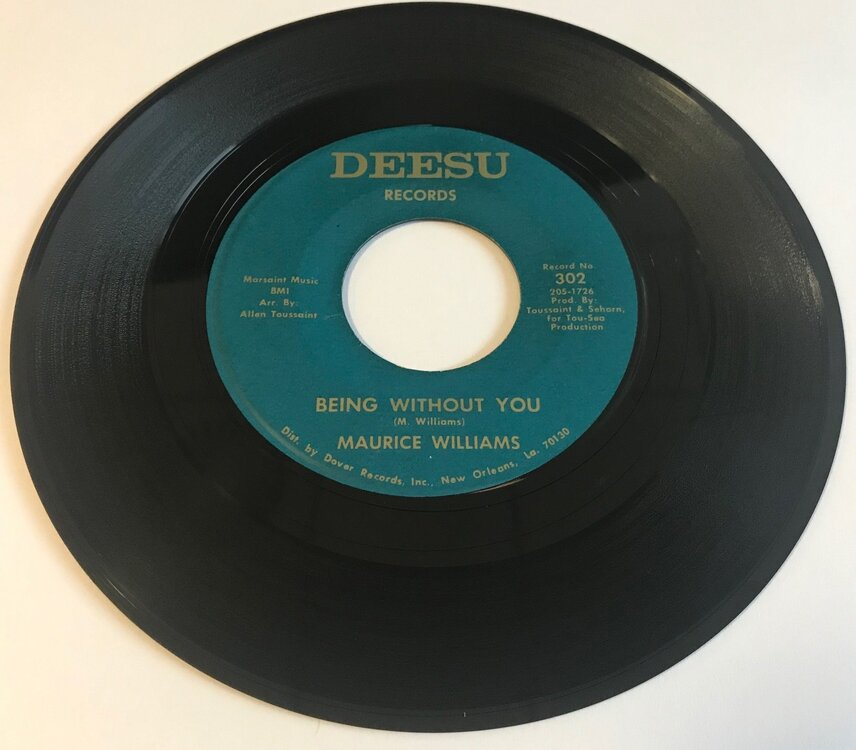 DEESU
RECORDS
Marsaint Music
BMI
Arr. By:
Allen Toussaint
Record No.
302
205-1726
Prod. By:
Toussaint & Sehorn,
for Tou-Sea
Production
BEING WITHOUT YOU
(M. Williams)
MAURICE WILLIAMS
Dist. by Dover Records, Inc., New Orleans, La. 70130